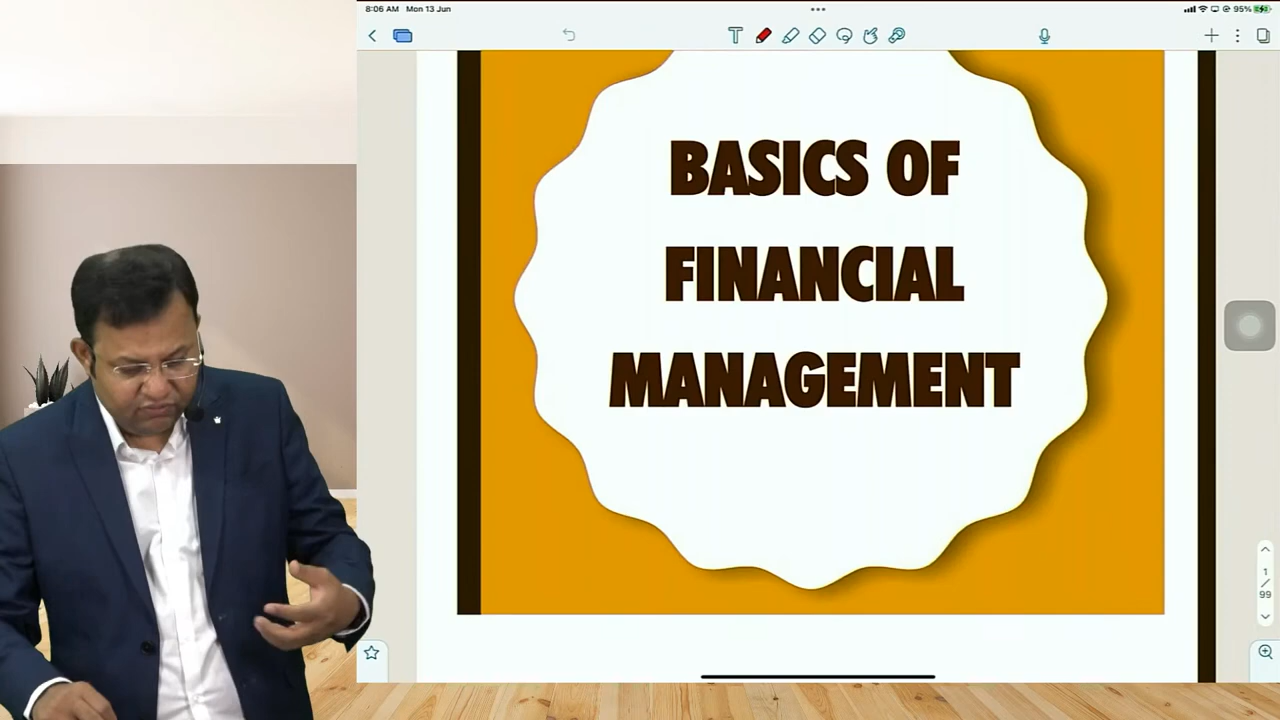 8:06 AM Mon 13 Jun
95%
T
BASICS OF
FINANCIAL
MANAGEMENT
1
/
99